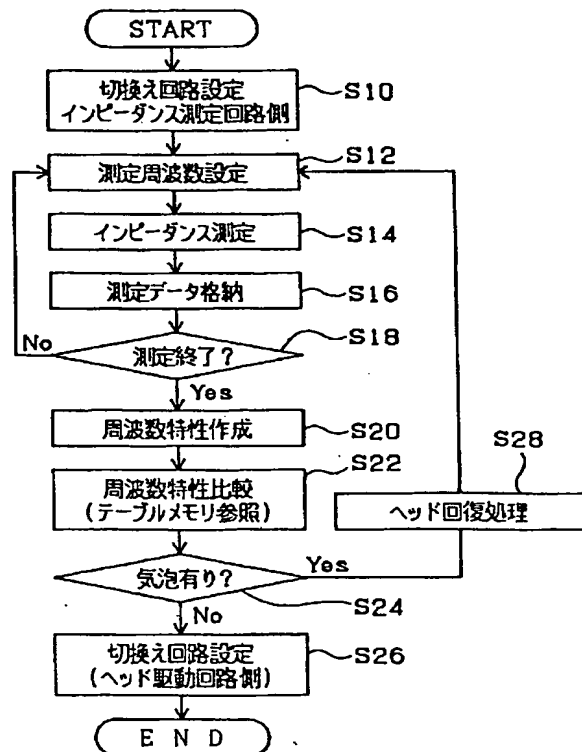 START
切換え回路設定
インピーダンス測定回路側
S10
測定周波数設定
S12
インピーダンス測定
S14
測定データ格納
S16
測定終了?
S18
No
Yes
周波数特性作成
S20
周波数特性比較
(テーブルメモリ参照)
S22
ヘッド回復処理
S28
気泡有り?
Yes
S24
No
切換え回路設定
(ヘッド駆動回路側)
S26
E N D